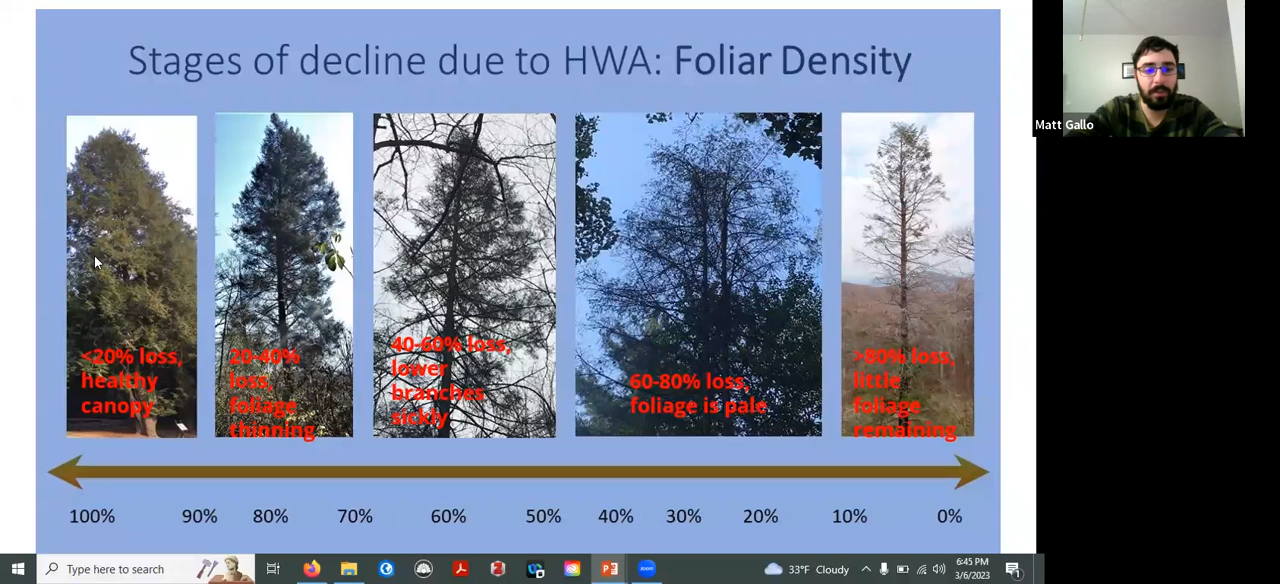 Stages of decline due to HWA: Foliar Density
Matt Gallo
<20% loss,
healthy
canopy
20-40%
loss,
foliage
thinning
40-60% loss,
lower
branches
sickly
60-80% loss,
foliage is pale
>80% loss,
little
foliage
remaining
100% 90% 80% 70% 60% 50% 40% 30% 20% 10% 0%
Type here to search
zoom
33°F Cloudy
6:45 PM
3/6/2023